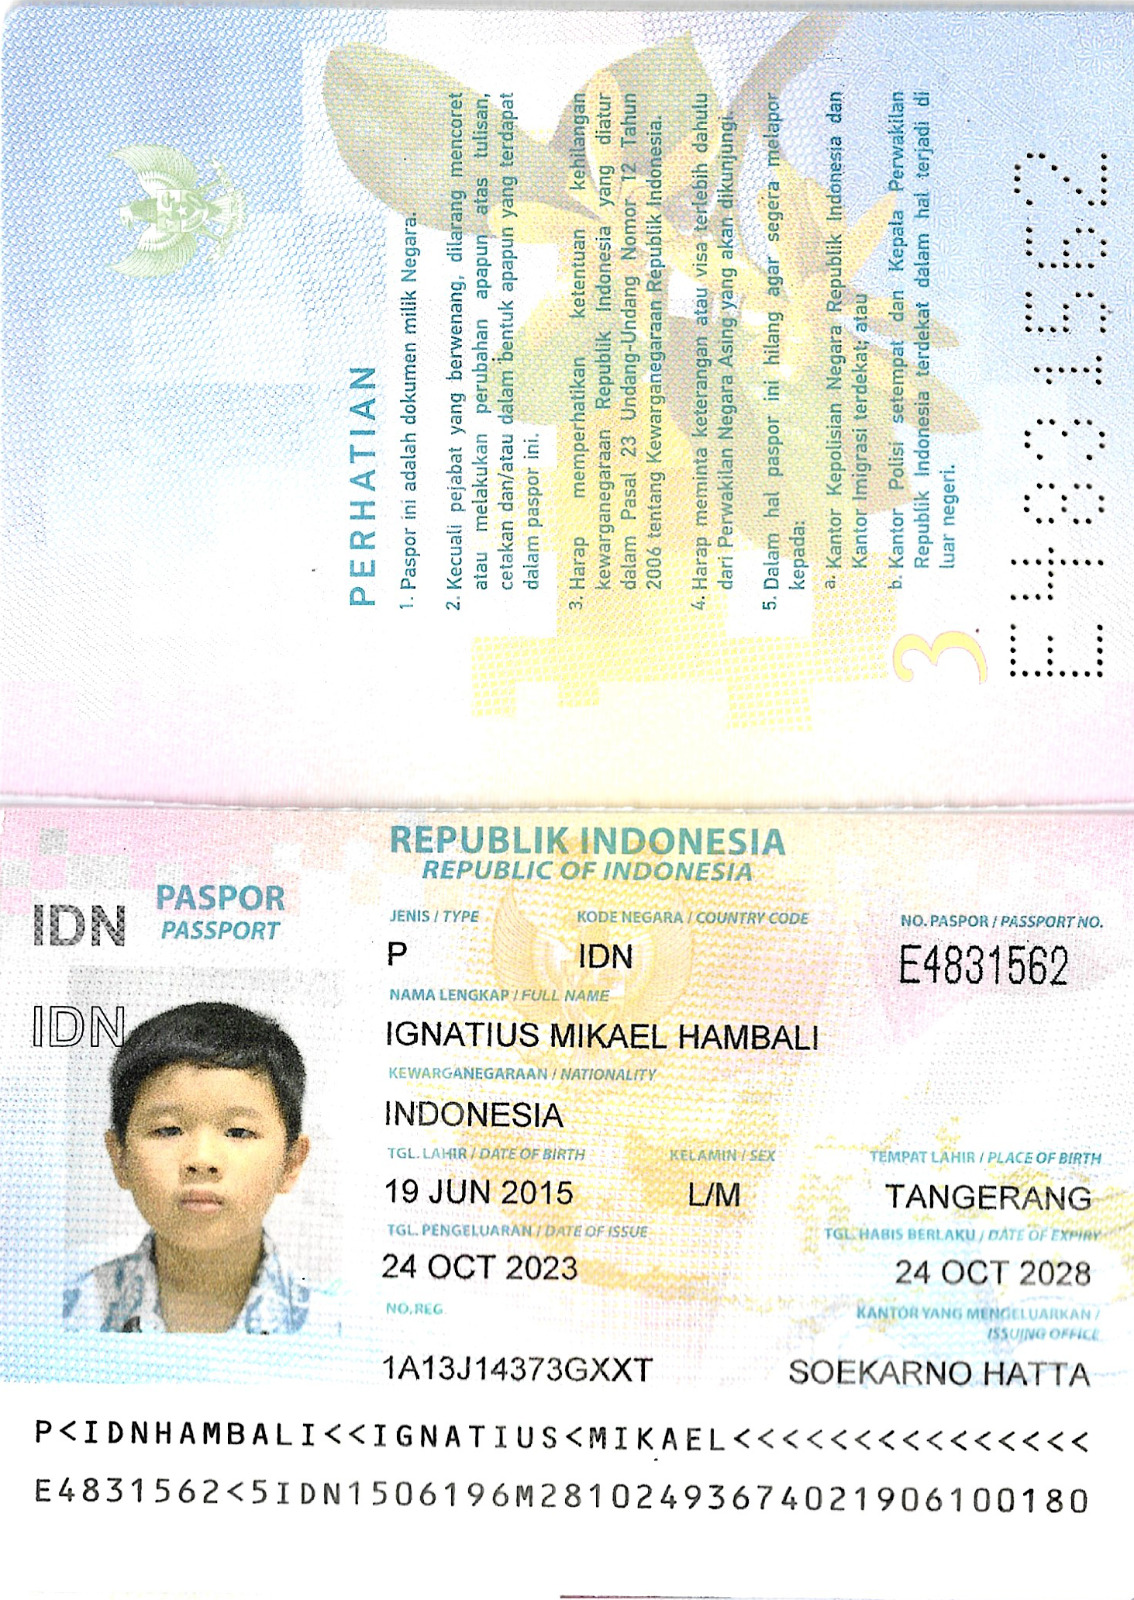 PERHATIAN
1. Paspor ini adalah dokumen milik Negara.
2. Kecuali pejabat yang berwenang, dilarang mencoret
atau melakukan perubahan apapun atas tulisan,
cetakan dan/atau dalam bentuk apapun yang terdapat
dalam paspor ini.
3. Harap memperhatikan ketentuan kehilangan
kewarganegaraan Republik Indonesia yang diatur
dalam Pasal 23 Undang-Undang Nomor 12 Tahun
2006 tentang Kewarganegaraan Republik Indonesia.
4. Harap meminta keterangan atau visa terlebih dahulu
dari Perwakilan Negara Asing yang akan dikunjungi.
5. Dalam hal paspor ini hilang agar segera melapor
kepada:
a. Kantor Kepolisian Negara Republik Indonesia dan
Kantor Imigrasi terdekat; atau
b. Kantor Polisi setempat dan Kepala Perwakilan
Republik Indonesia terdekat dalam hal terjadi di
luar negeri.
3
E4831562
REPUBLIK INDONESIA
REPUBLIC OF INDONESIA
IDN PASPOR
PASSPORT
JENIS / TYPE KODE NEGARA / COUNTRY CODE NO. PASPOR / PASSPORT NO.
P IDN E4831562
IDN
NAMA LENGKAP / FULL NAME
IGNATIUS MIKAEL HAMBALI
KEWARGANEGARAAN / NATIONALITY
INDONESIA
TGL. LAHIR / DATE OF BIRTH KELAMIN / SEX TEMPAT LAHIR / PLACE OF BIRTH
19 JUN 2015 L/M TANGERANG
TGL. PENGELUARAN / DATE OF ISSUE TGL. HABIS BERLAKU / DATE OF EXPIRY
24 OCT 2023 24 OCT 2028
NO. REG KANTOR YANG MENGELUARKAN /
ISSUING OFFICE
1A13J14373GXXT SOEKARNO HATTA
P<IDNHAMBALI<<IGNATIUS<MIKAEL<<<<<<<<<<<<<<<
E4831562<5IDN1506196M2810249367402190610018​0